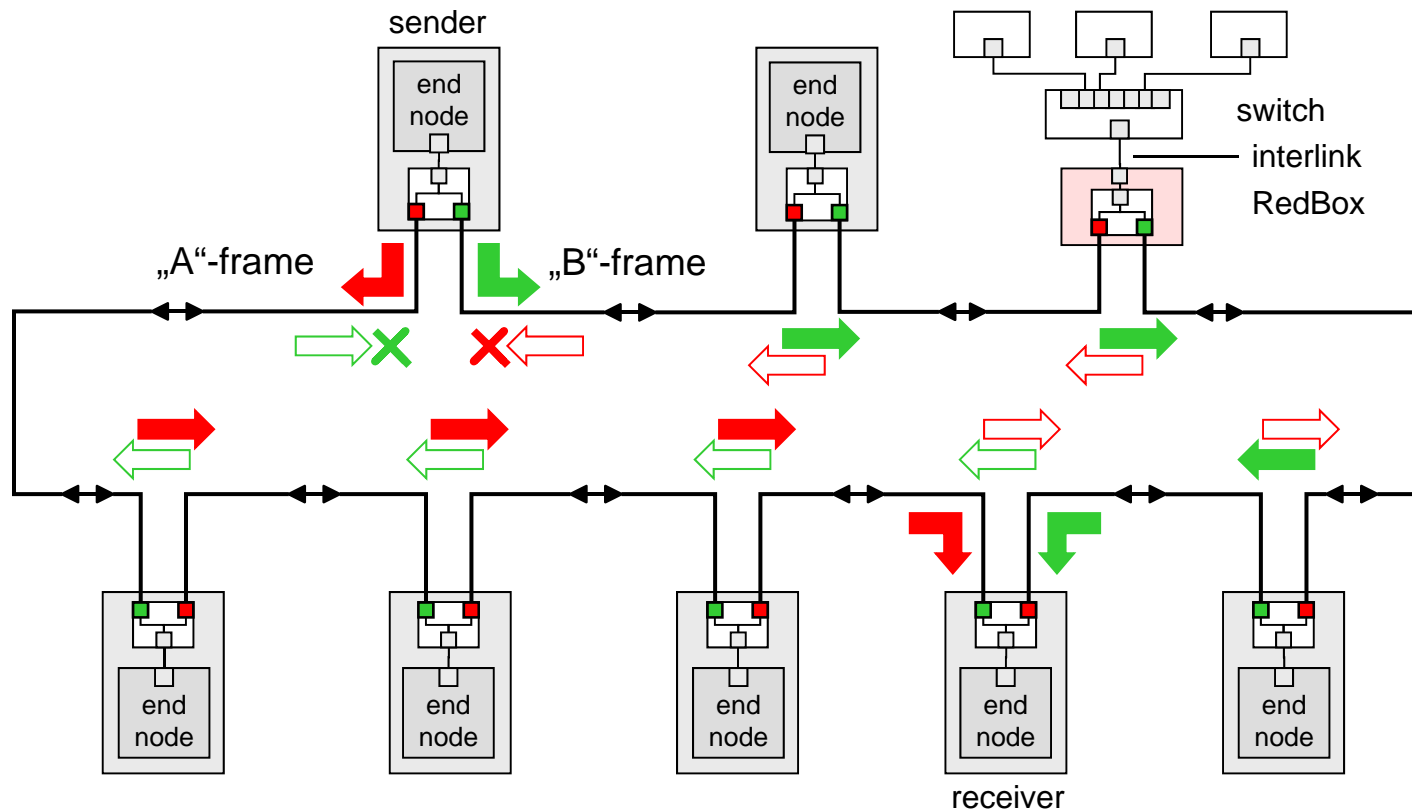 sender
end
node
end
node
switch
interlink
RedBox
„A“-frame
„B“-frame
end
node
end
node
end
node
end
node
end
node
receiver